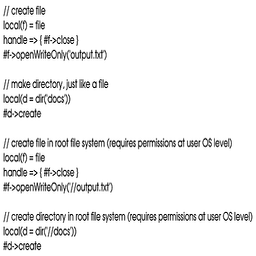 // create file
local(f) = file
handle => { #f->close }
#f->openWriteOnly('output.txt')

// make directory, just like a file
local(d = dir('docs'))
#d->create

// create file in root file system (requires permissions at user OS level)
local(f) = file
handle => { #f->close }
#f->openWriteOnly('//output.txt')

// create directory in root file system (requires permissions at user OS level)
local(d = dir('//docs'))
#d->create